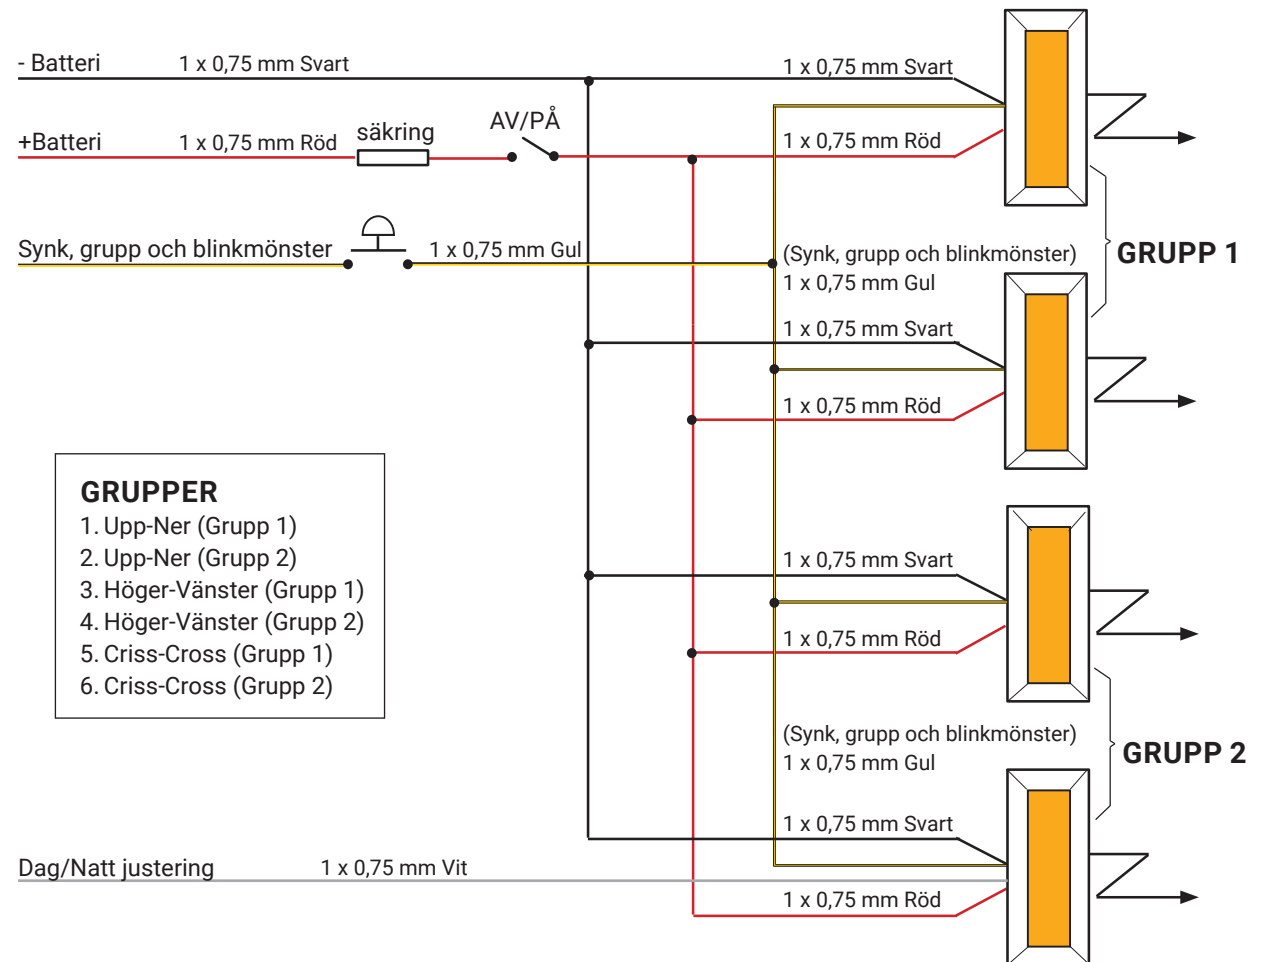 - Batteri
1 x 0,75 mm Svart
1 x 0,75 mm Svart
+Batteri
1 x 0,75 mm Röd
säkring
AV/PÅ
1 x 0,75 mm Röd
Synk, grupp och blinkmönster
1 x 0,75 mm Gul
(Synk, grupp och blinkmönster)
1 x 0,75 mm Gul
GRUPP 1
1 x 0,75 mm Svart
1 x 0,75 mm Röd
GRUPPER
1. Upp-Ner (Grupp 1)
2. Upp-Ner (Grupp 2)
3. Höger-Vänster (Grupp 1)
4. Höger-Vänster (Grupp 2)
5. Criss-Cross (Grupp 1)
6. Criss-Cross (Grupp 2)
1 x 0,75 mm Svart
1 x 0,75 mm Röd
(Synk, grupp och blinkmönster)
1 x 0,75 mm Gul
GRUPP 2
1 x 0,75 mm Svart
Dag/Natt justering
1 x 0,75 mm Vit
1 x 0,75 mm Röd